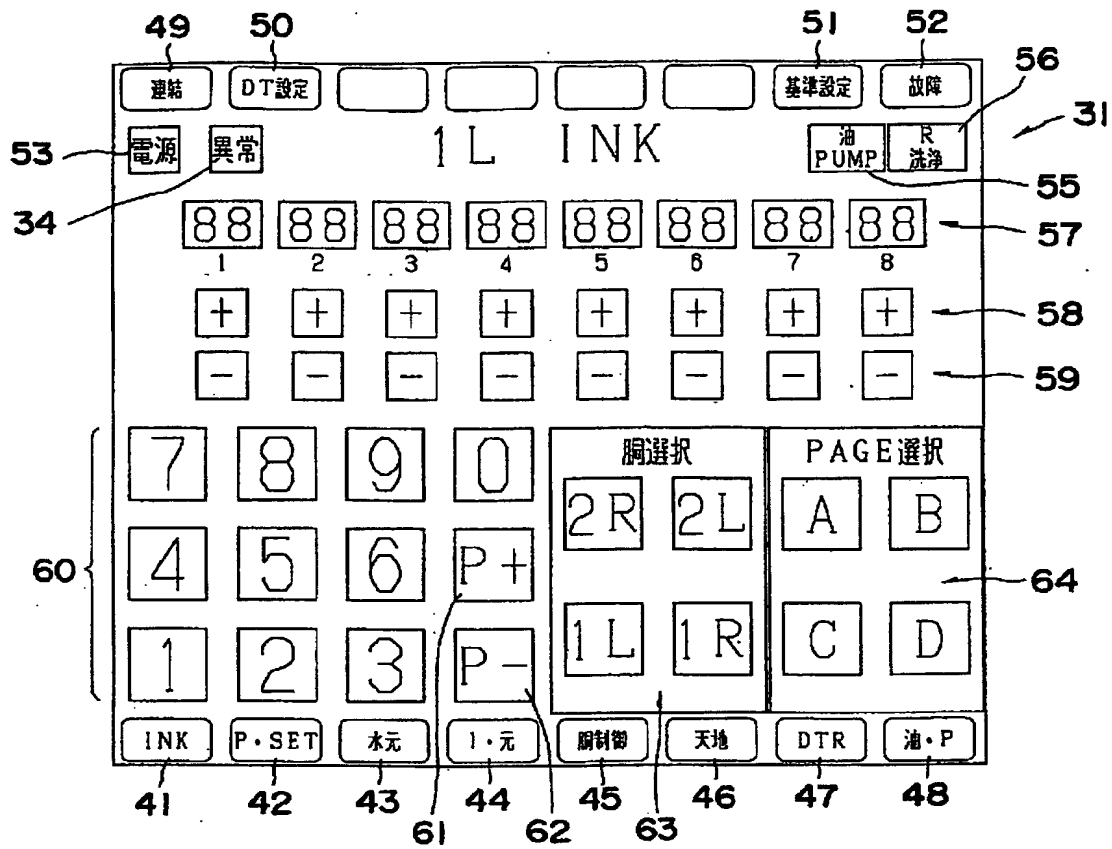 49 50 51 52
連結 DT設定 基準設定 故障
56
31
53 電源 異常 1L INK 油 PUMP R 洗浄
55
34
88 88 88 88 88 88 88 88 57
1 2 3 4 5 6 7 8
+ + + + + + + + 58
- - - - - - - - 59
7 8 9 0 胴選択 PAGE選択
2R 2L A B
60 4 5 6 P+ 64
1 2 3 P- 1L 1R C D
INK P・SET 水元 I・元 胴制御 天地 DTR 油・P
41 42 43 44 45 46 47 48
61 62 63